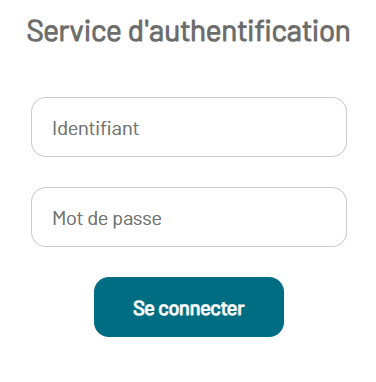 Service d'authentification
Identifiant
Mot de passe
Se connecter